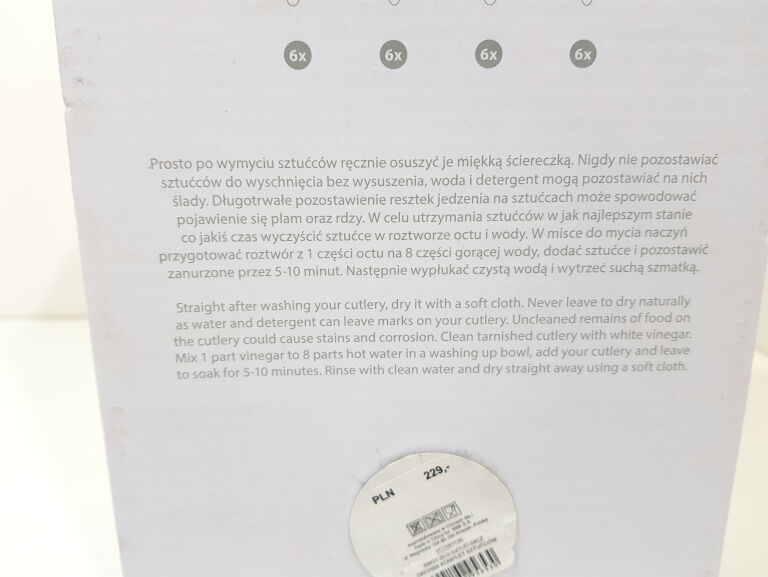 6x 6x 6x 6x
Prosto po wymyciu sztućców ręcznie osuszyć je miękką ściereczką. Nigdy nie pozostawiać
sztućców do wyschnięcia bez wysuszenia, woda i detergent mogą pozostawiać na nich
ślady. Długotrwałe pozostawienie resztek jedzenia na sztućcach może spowodować
pojawienie się plam oraz rdzy. W celu utrzymania sztućców w jak najlepszym stanie
co jakiś czas wyczyścić sztućce w roztworze octu i wody. W misce do mycia naczyń
przygotować roztwór z 1 części octu na 8 części gorącej wody, dodać sztućce i pozostawić
zanurzone przez 5-10 minut. Następnie wypłukać czystą wodą i wytrzeć suchą szmatką.
Straight after washing your cutlery, dry it with a soft cloth. Never leave to dry naturally
as water and detergent can leave marks on your cutlery. Uncleaned remains of food on
the cutlery could cause stains and corrosion. Clean tarnished cutlery with white vinegar.
Mix 1 part vinegar to 8 parts hot water in a washing up bowl, add your cutlery and leave
to soak for 5-10 minutes. Rinse with clean water and dry straight away using a soft cloth.
PLN 229,-